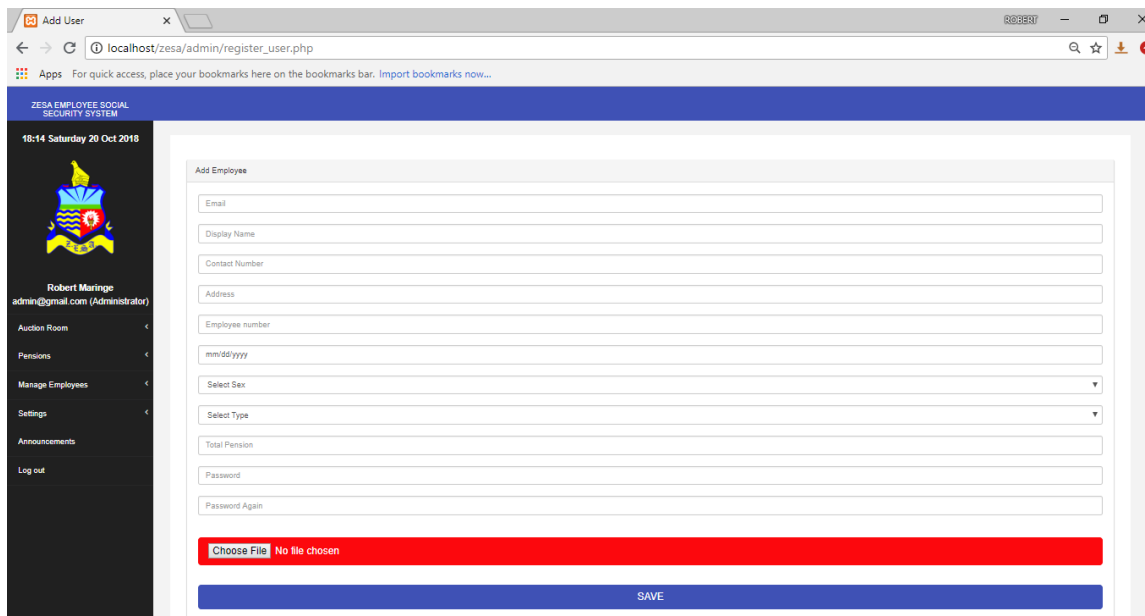 Add User
ROBERT
localhost/zesa/admin/register_user.php
Apps For quick access, place your bookmarks here on the bookmarks bar. Import bookmarks now...
ZESA EMPLOYEE SOCIAL
SECURITY SYSTEM
18:14 Saturday 20 Oct 2018
Z.E.S.A
Robert Maringe
admin@gmail.com (Administrator)
Auction Room
Pensions
Manage Employees
Settings
Announcements
Log out
Add Employee
Email
Display Name
Contact Number
Address
Employee number
mm/dd/yyyy
Select Sex
Select Type
Total Pension
Password
Password Again
Choose File No file chosen
SAVE